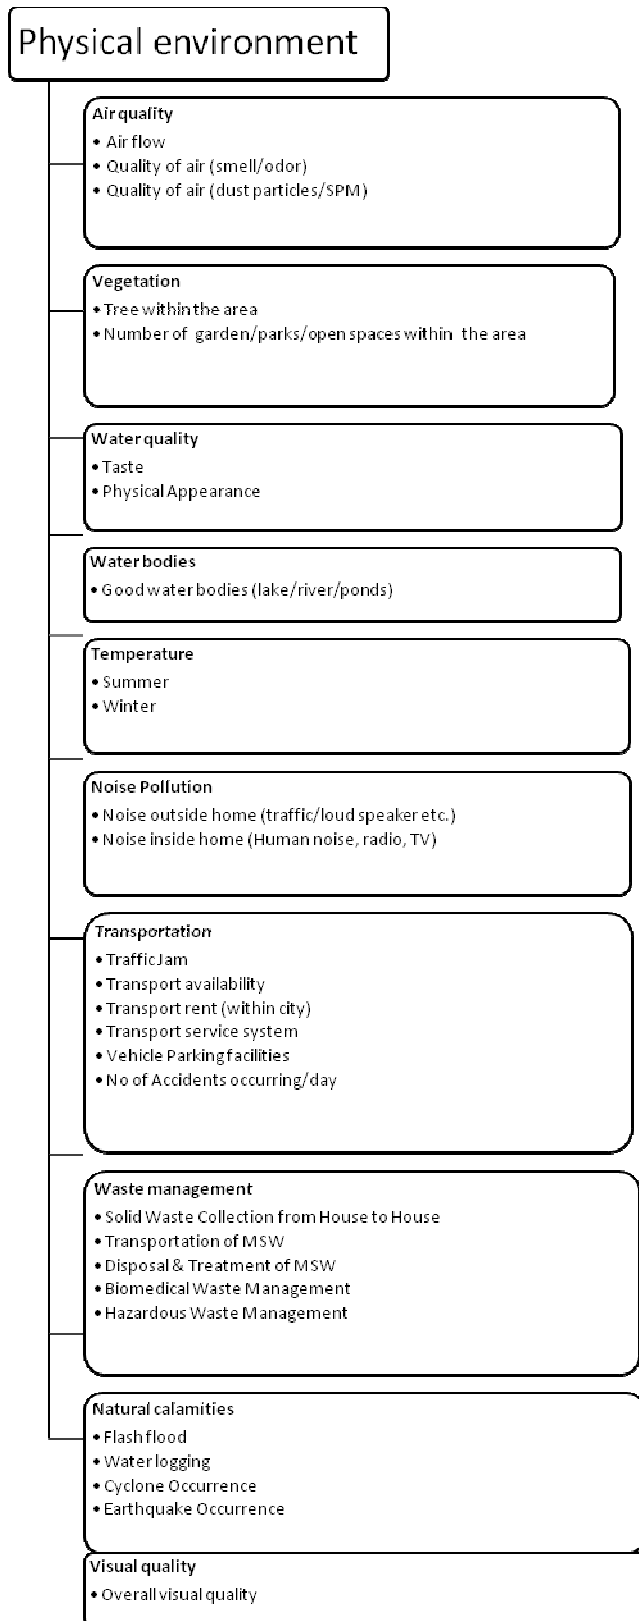 Physical environment
Air quality
• Air flow
• Quality of air (smell/odor)
• Quality of air (dust particles/SPM)
Vegetation
• Tree within the area
• Number of garden/parks/open spaces within the area
Water quality
• Taste
• Physical Appearance
Water bodies
• Good water bodies (lake/river/ponds)
Temperature
• Summer
• Winter
Noise Pollution
• Noise outside home (traffic/loud speaker etc.)
• Noise inside home (Human noise, radio, TV)
Transportation
• Traffic Jam
• Transport availability
• Transport rent (within city)
• Transport service system
• Vehicle Parking facilities
• No of Accidents occurring/day
Waste management
• Solid Waste Collection from House to House
• Transportation of MSW
• Disposal & Treatment of MSW
• Biomedical Waste Management
• Hazardous Waste Management
Natural calamities
• Flash flood
• Water logging
• Cyclone Occurrence
• Earthquake Occurrence
Visual quality
• Overall visual quality